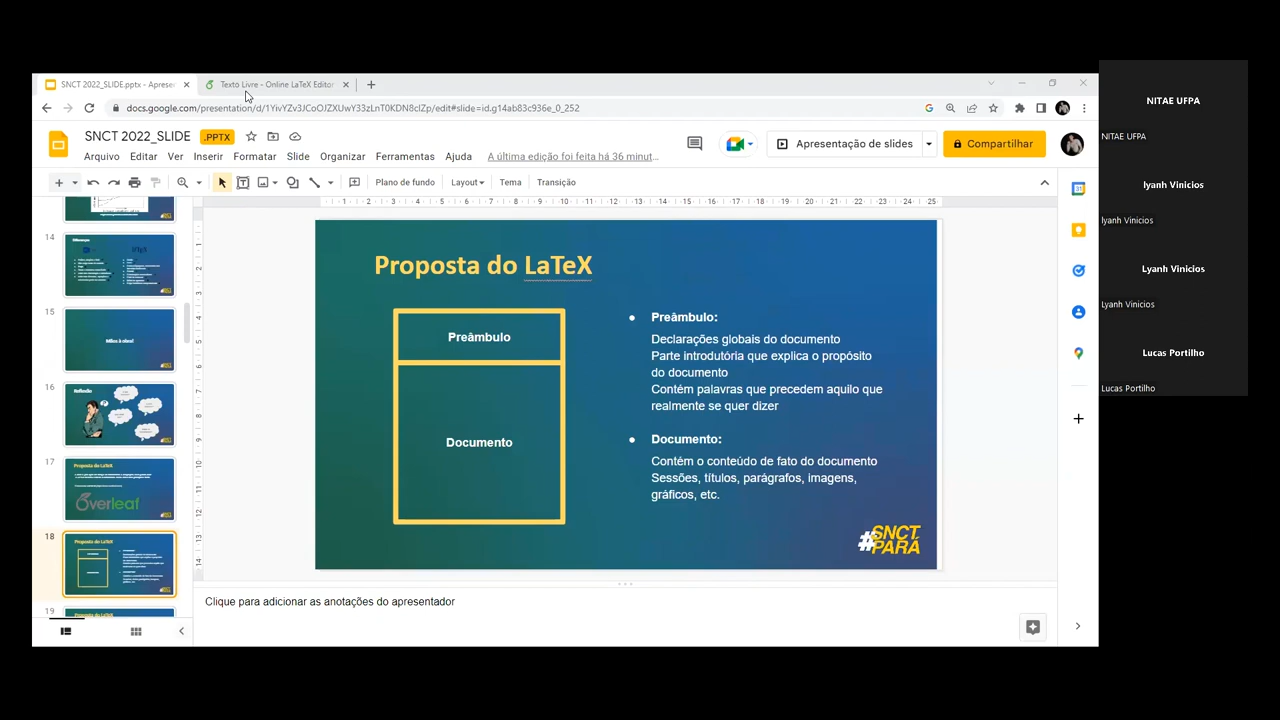 SNCT 2022_SLIDE.pptx - Aprese
Texto Livre - Online LaTeX Editor
docs.google.com/presentation/d/1YivYZv3JCoOJZXUwY33zLnT0KDN8clZp/edit#slide=id.g14ab83c936e_0_252
SNCT 2022_SLIDE
.PPTX
Apresentação de slides
Compartilhar
Arquivo Editar Ver Inserir Formatar Slide Organizar Ferramentas Ajuda A última edição foi feita há 36 minut...
Plano de fundo Layout Tema Transição
14
Diferenças
15
Mãos à obra!
16
Reflexão
17
Proposta do LaTeX
Overleaf
18
Proposta do LaTeX
19
Proposta do LaTeX
Preâmbulo
Documento
Preâmbulo:
Declarações globais do documento
Parte introdutória que explica o propósito
do documento
Contém palavras que precedem aquilo que
realmente se quer dizer
Documento:
Contém o conteúdo de fato do documento
Sessões, títulos, parágrafos, imagens,
gráficos, etc.
#SNCT.
PARÁ
Clique para adicionar as anotações do apresentador
NITAE UFPA
NITAE UFPA
lyanh Vinicios
lyanh Vinicios
Lyanh Vinicios
Lyanh Vinicios
Lucas Portilho
Lucas Portilho